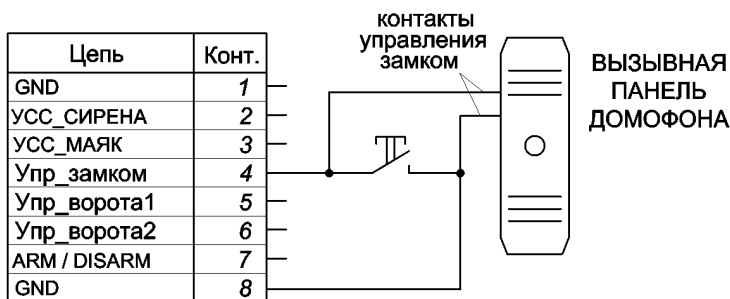 контакты
управления
замком
Цепь Конт.
GND 1
УСС_СИРЕНА 2
УСС_МАЯК 3
Упр_замком 4
Упр_ворота1 5
Упр_ворота2 6
ARM / DISARM 7
GND 8
ВЫЗЫВНАЯ
ПАНЕЛЬ
ДОМОФОНА